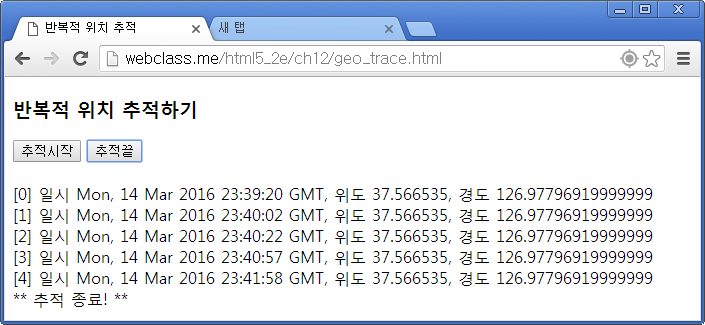 반복적 위치 추적
새 탭
webclass.me/html5_2e/ch12/geo_trace.html
반복적 위치 추적하기
추적시작 추적끝
[0] 일시 Mon, 14 Mar 2016 23:39:20 GMT, 위도 37.566535, 경도 126.97796919999999
[1] 일시 Mon, 14 Mar 2016 23:40:02 GMT, 위도 37.566535, 경도 126.97796919999999
[2] 일시 Mon, 14 Mar 2016 23:40:22 GMT, 위도 37.566535, 경도 126.97796919999999
[3] 일시 Mon, 14 Mar 2016 23:40:57 GMT, 위도 37.566535, 경도 126.97796919999999
[4] 일시 Mon, 14 Mar 2016 23:41:58 GMT, 위도 37.566535, 경도 126.97796919999999
** 추적 종료! **